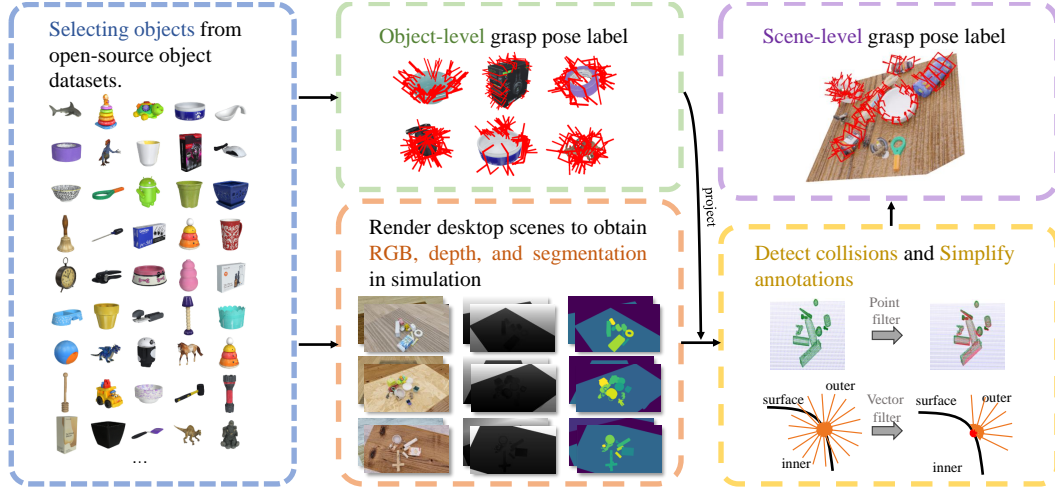 Selecting objects from
open-source object
datasets.
...
Object-level grasp pose label
Render desktop scenes to obtain
RGB, depth, and segmentation
in simulation
project
Scene-level grasp pose label
Detect collisions and Simplify
annotations
Point
filter
outer
surface
inner
Vector
filter
surface
outer
inner